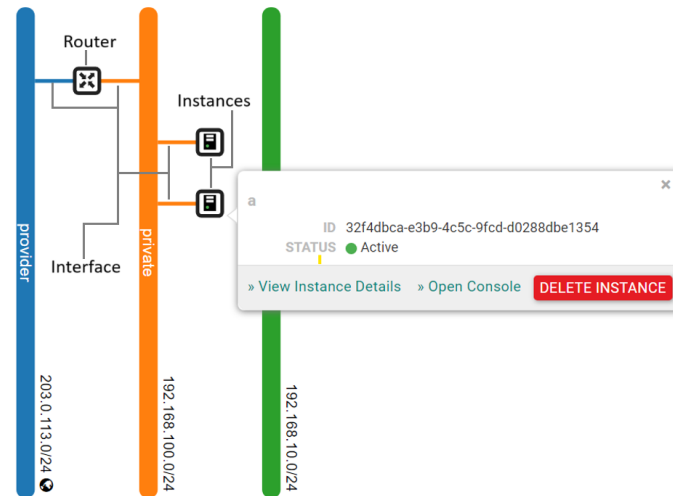 Router
Instances
a
ID 32f4dbca-e3b9-4c5c-9fcd-d0288dbe1354
STATUS Active
» View Instance Details » Open Console DELETE INSTANCE
Interface
provider
private
203.0.113.0/24
192.168.100.0/24
192.168.10.0/24